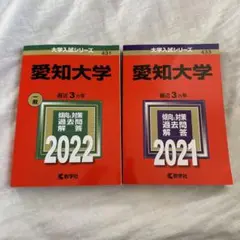 大学入試シリーズ
愛知大学
最近3カ年
一般
傾向と対策
過去問
解答
2022
教学社
大学入試シリーズ
愛知大学
最近3カ年
傾向と対策
過去問
解答
2021
教学社